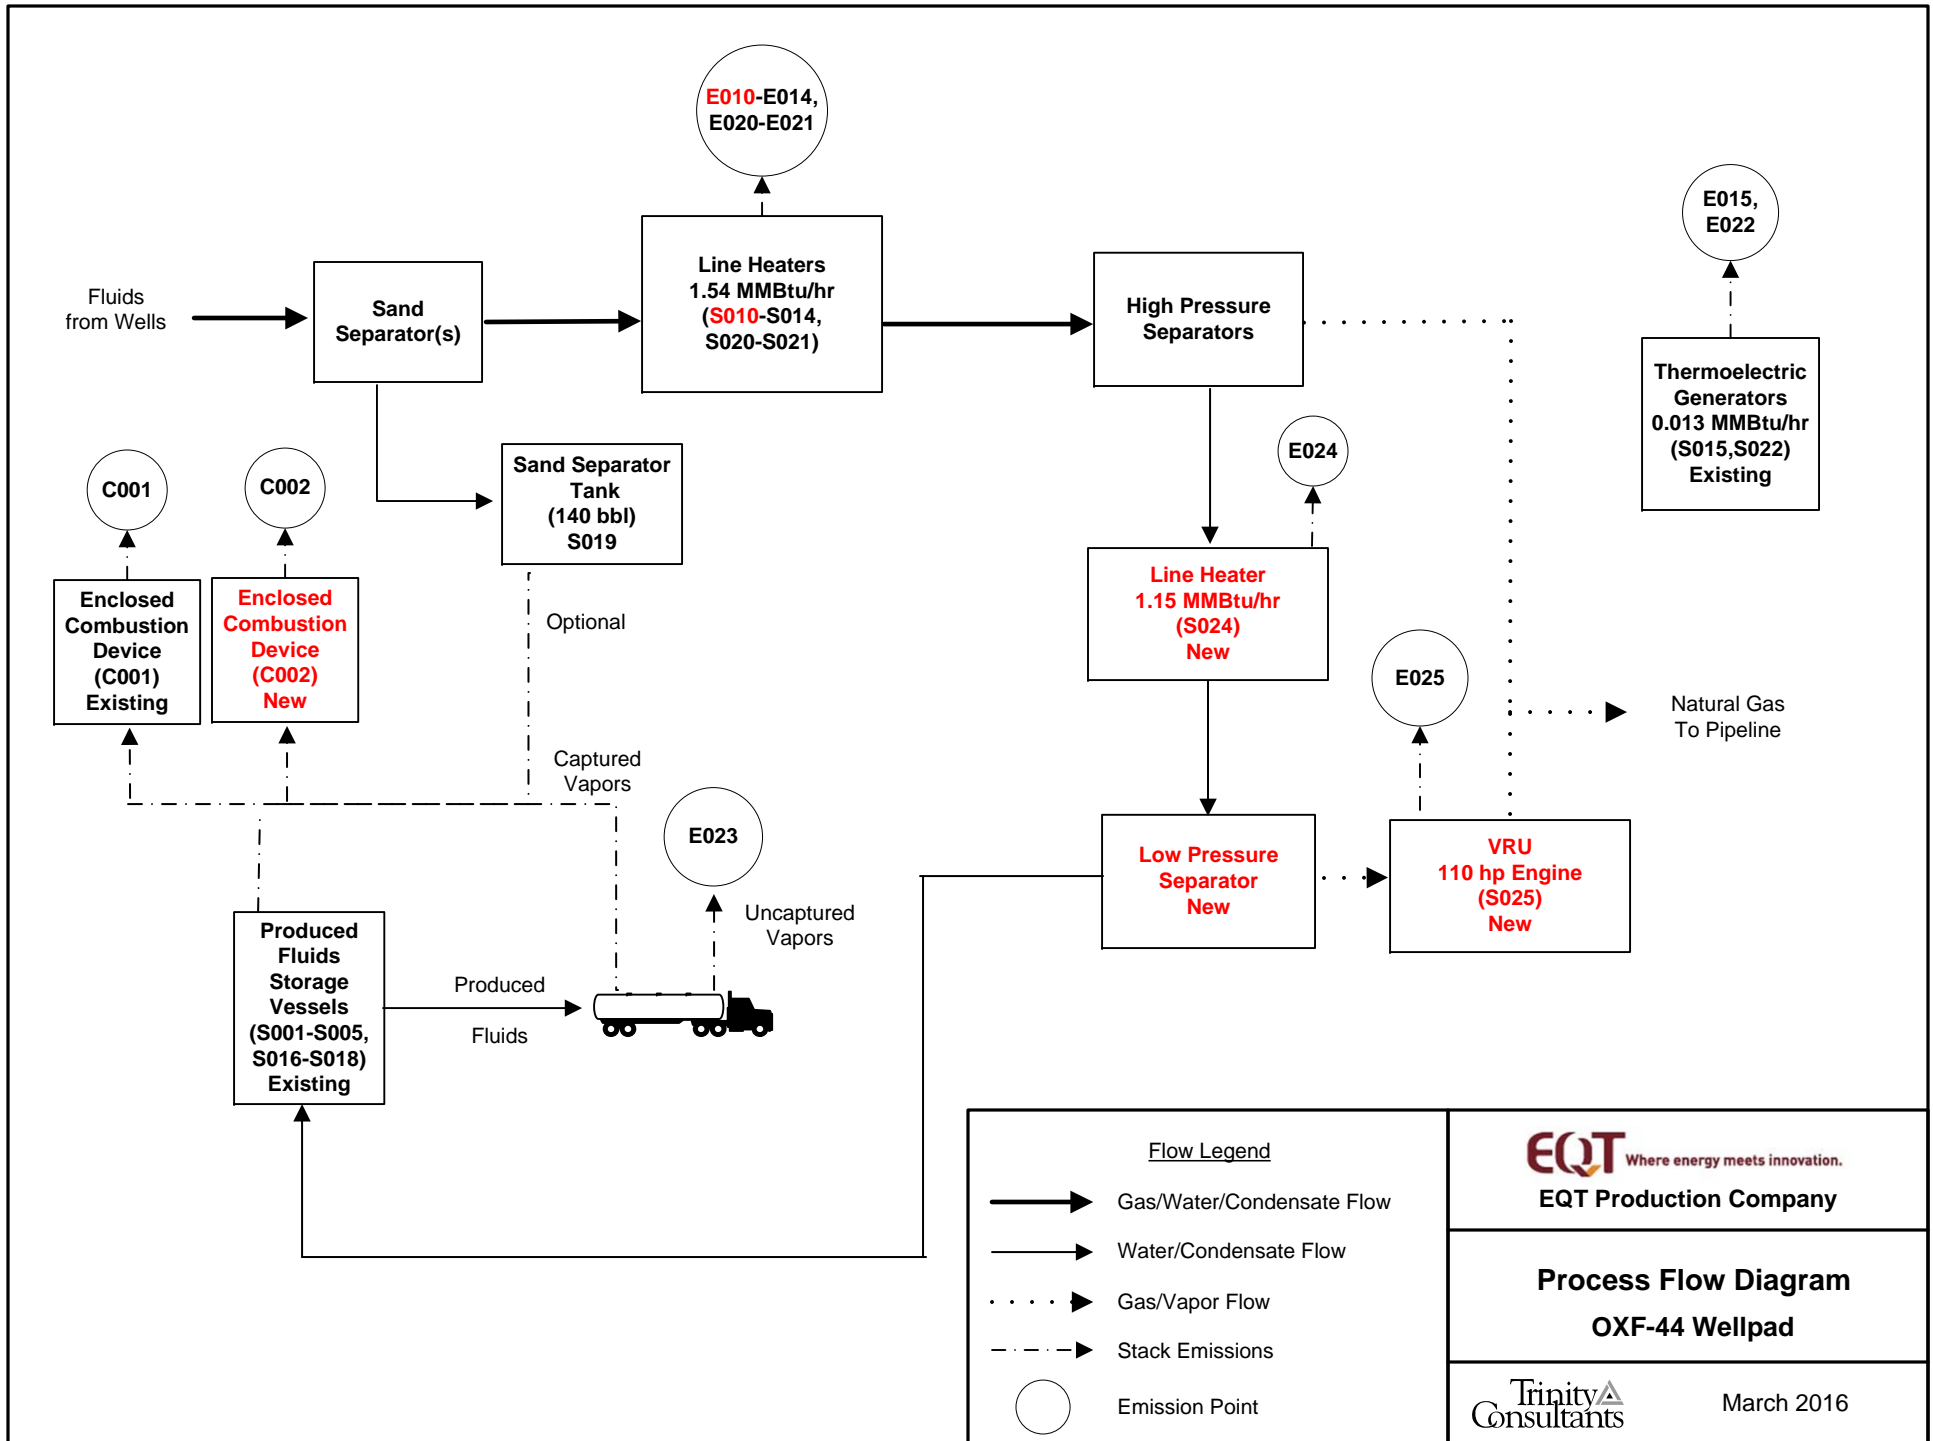 E010-E014,
E020-E021
E015,
E022
Fluids
from Wells
Sand
Separator(s)
Line Heaters
1.54 MMBtu/hr
(S010-S014,
S020-S021)
High Pressure
Separators
Thermoelectric
Generators
0.013 MMBtu/hr
(S015,S022)
Existing
C001
C002
Sand Separator
Tank
(140 bbl)
S019
E024
Enclosed
Combustion
Device
(C001)
Existing
Enclosed
Combustion
Device
(C002)
New
Optional
Line Heater
1.15 MMBtu/hr
(S024)
New
E025
Natural Gas
To Pipeline
Captured
Vapors
E023
Low Pressure
Separator
New
VRU
110 hp Engine
(S025)
New
Uncaptured
Vapors
Produced
Fluids
Storage
Vessels
(S001-S005,
S016-S018)
Existing
Produced
Fluids
Flow Legend
Gas/Water/Condensate Flow
Water/Condensate Flow
Gas/Vapor Flow
Stack Emissions
Emission Point
EQT Where energy meets innovation.
EQT Production Company
Process Flow Diagram
OXF-44 Wellpad
Trinity
Consultants
March 2016